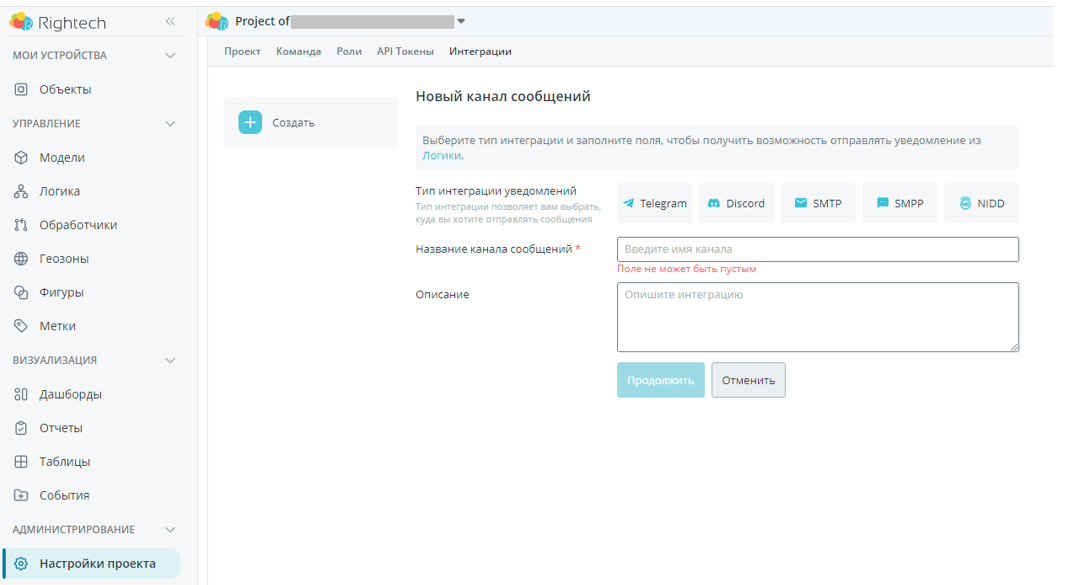 Rightech
Project of
МОИ УСТРОЙСТВА
Объекты
УПРАВЛЕНИЕ
Модели
Логика
Обработчики
Геозоны
Фигуры
Метки
ВИЗУАЛИЗАЦИЯ
Дашборды
Отчеты
Таблицы
События
АДМИНИСТРИРОВАНИЕ
Настройки проекта
Проект Команда Роли API Токены Интеграции
Создать
Новый канал сообщений
Выберите тип интеграции и заполните поля, чтобы получить возможность отправлять уведомление из
Логики.
Тип интеграции уведомлений
Тип интеграции позволяет вам выбрать,
куда вы хотите отправлять сообщения
Telegram Discord SMTP SMPP NIDD
Название канала сообщений *
Введите имя канала
Поле не может быть пустым
Описание
Опишите интеграцию
Продолжить Отменить